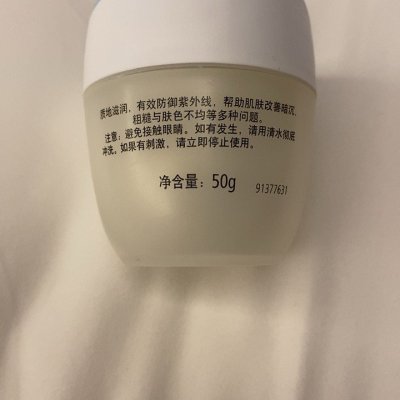 质地滋润，有效防御紫外线，帮助肌肤改善暗沉、
粗糙与肤色不均等多种问题。
注意：避免接触眼睛。如有发生，请用清水彻底
冲洗，如果有刺激，请立即停止使用。
净含量：50g
91377631